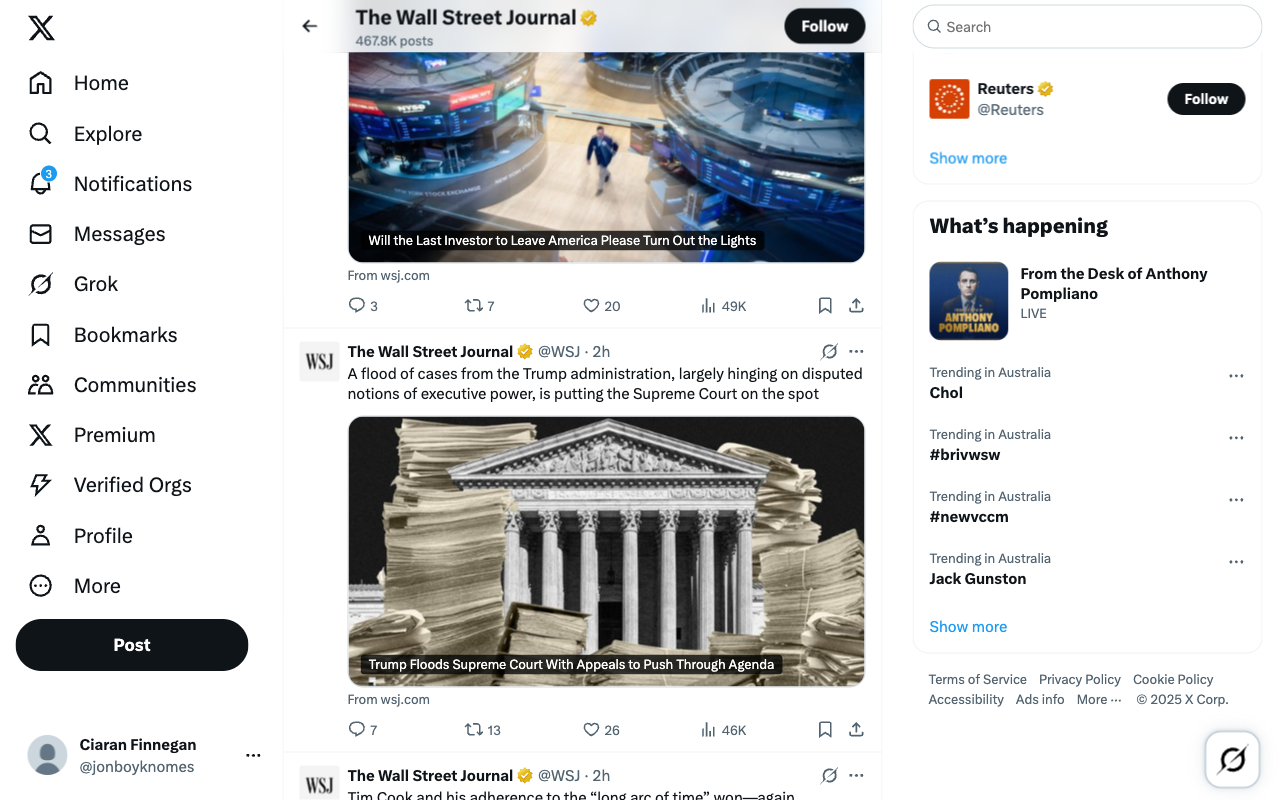 Home
Explore
3
Notifications
Messages
Grok
Bookmarks
Communities
Premium
Verified Orgs
Profile
More
Post
Ciaran Finnegan
@jonboyknomes
The Wall Street Journal
467.8K posts
Follow
NYSE
NEW YORK STOCK EXCHANGE
Will the Last Investor to Leave America Please Turn Out the Lights
From wsj.com
3 7 20 49K
WSJ
The Wall Street Journal @WSJ · 2h
A flood of cases from the Trump administration, largely hinging on disputed
notions of executive power, is putting the Supreme Court on the spot
Trump Floods Supreme Court With Appeals to Push Through Agenda
From wsj.com
7 13 26 46K
WSJ
The Wall Street Journal @WSJ · 2h
Tim Cook and his adherence to the “long arc of time” won—again
Search
Reuters
@Reuters
Follow
Show more
What’s happening
ANTHONY
POMPLIANO
From the Desk of Anthony
Pompliano
LIVE
Trending in Australia
Chol
Trending in Australia
#brivwsw
Trending in Australia
#newvccm
Trending in Australia
Jack Gunston
Show more
Terms of Service Privacy Policy Cookie Policy
Accessibility Ads info More ··· © 2025 X Corp.